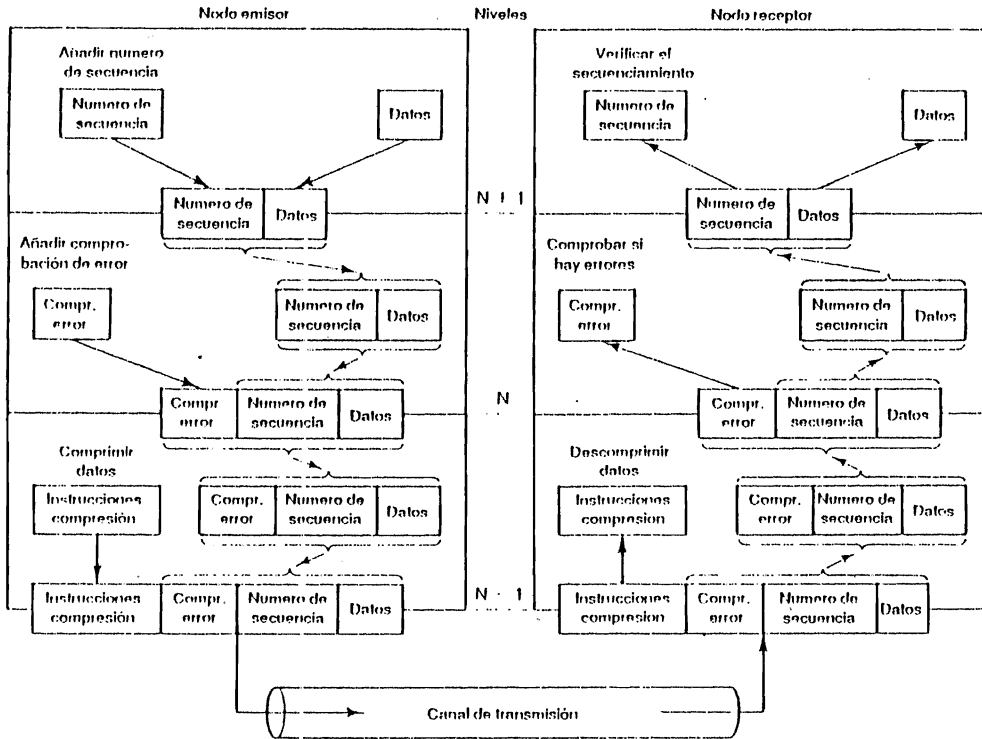 Nodo emisor
Niveles
Nodo receptor
Añadir numero
de secuencia
Numero de
secuencia
Datos
Verificar el
secuenciamiento
Numero de
secuencia
Datos
Numero de
secuencia
Datos
N + 1
Numero de
secuencia
Datos
Añadir compro-
bación de error
Compr.
error
Numero de
secuencia
Datos
Comprobar si
hay errores
Compr.
error
Numero de
secuencia
Datos
Compr.
error
Numero de
secuencia
Datos
N
Compr.
error
Numero de
secuencia
Datos
Comprimir
datos
Instrucciones
compresión
Compr.
error
Numero de
secuencia
Datos
Descomprimir
datos
Instrucciones
compresion
Compr.
error
Numero de
secuencia
Datos
Instrucciones
compresión
Compr.
error
Numero de
secuencia
Datos
N - 1
Instrucciones
compresion
Compr.
error
Numero de
secuencia
Datos
Canal de transmisión